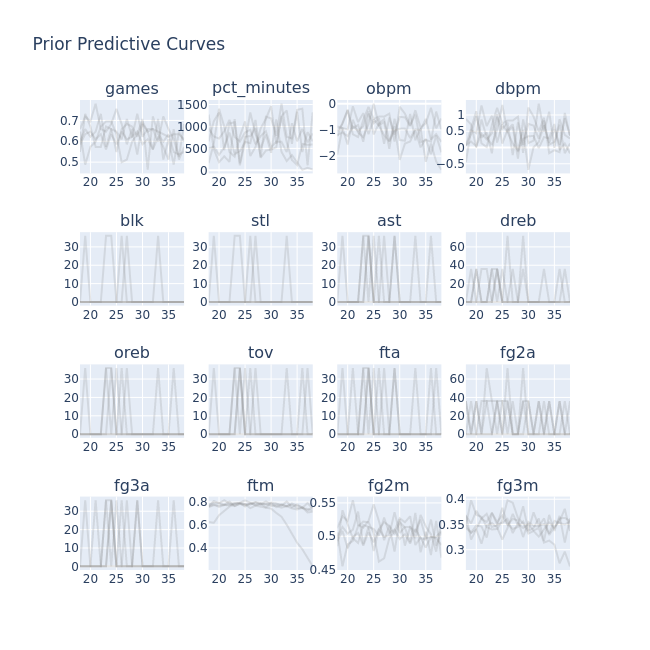 Prior Predictive Curves
games pct_minutes obpm dbpm
0.7 0.6 0.5 1500 1000 500 0 0 −1 −2 1 0.5 0 −0.5
20 25 30 35 20 25 30 35 20 25 30 35 20 25 30 35
blk stl ast dreb
30 20 10 0 30 20 10 0 30 20 10 0 60 40 20 0
20 25 30 35 20 25 30 35 20 25 30 35 20 25 30 35
oreb tov fta fg2a
30 20 10 0 30 20 10 0 30 20 10 0 60 40 20 0
20 25 30 35 20 25 30 35 20 25 30 35 20 25 30 35
fg3a ftm fg2m fg3m
30 20 10 0 0.8 0.6 0.4 0.55 0.5 0.45 0.4 0.35 0.3
20 25 30 35 20 25 30 35 20 25 30 35 20 25 30 35